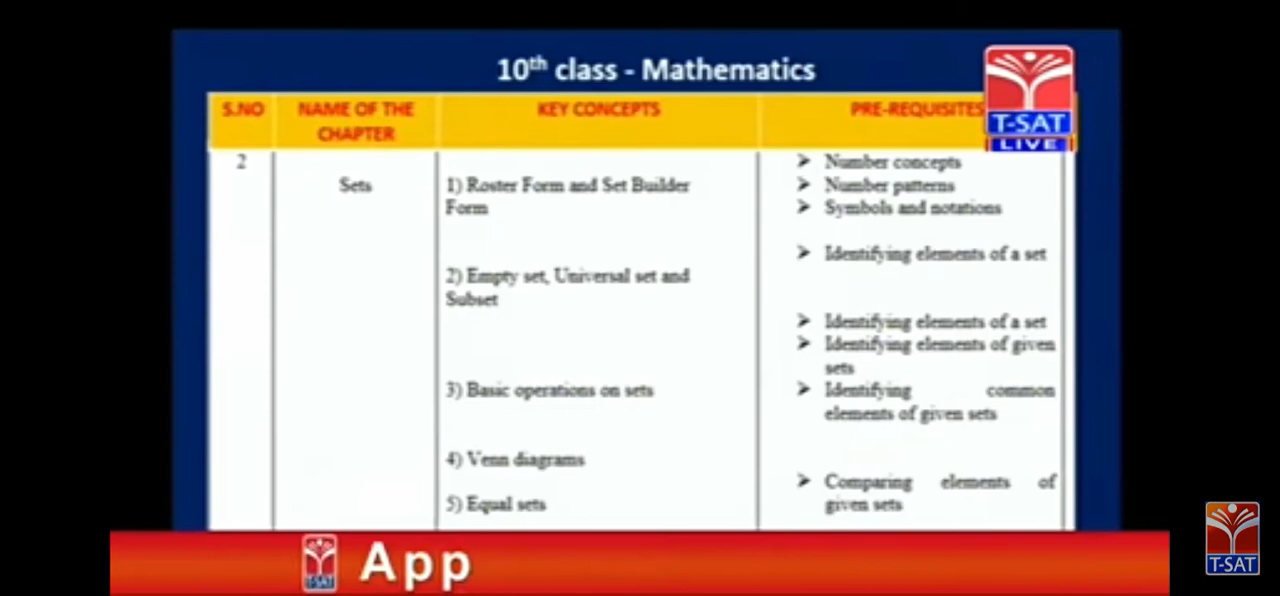 10th class - Mathematics
T-SAT
LIVE
S.NO
NAME OF THE
CHAPTER
KEY CONCEPTS
PRE-REQUISITES
2
Sets
1) Roster Form and Set Builder
Form
2) Empty set, Universal set and
Subset
3) Basic operations on sets
4) Venn diagrams
5) Equal sets
➢ Number concepts
➢ Number patterns
➢ Symbols and notations
➢ Identifying elements of a set
➢ Identifying elements of a set
➢ Identifying elements of given
sets
➢ Identifying common
elements of given sets
➢ Comparing elements of
given sets
T-SAT
App
T-SAT